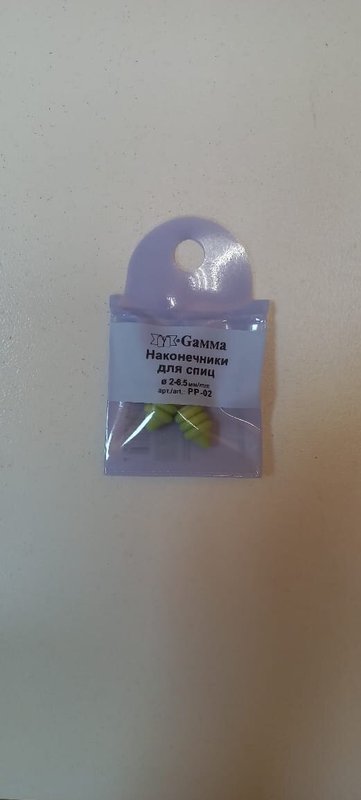 Gamma
Наконечники
для спиц
ø 2-6.5 мм/mm
арт./art. PP-02